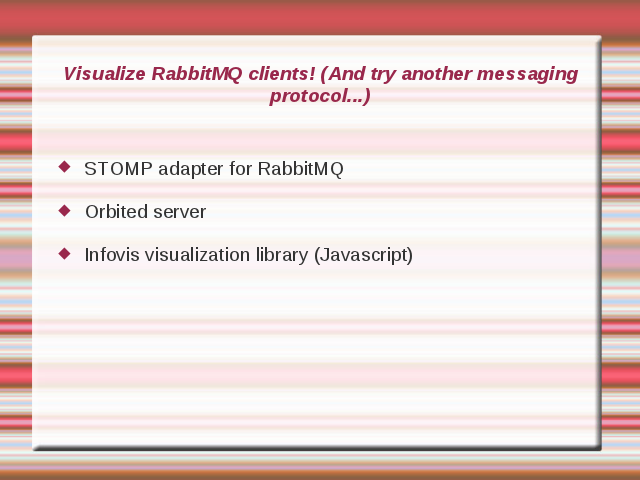 Visualize RabbitMQ clients! (And try another messaging
protocol...)
STOMP adapter for RabbitMQ
Orbited server
Infovis visualization library (Javascript)